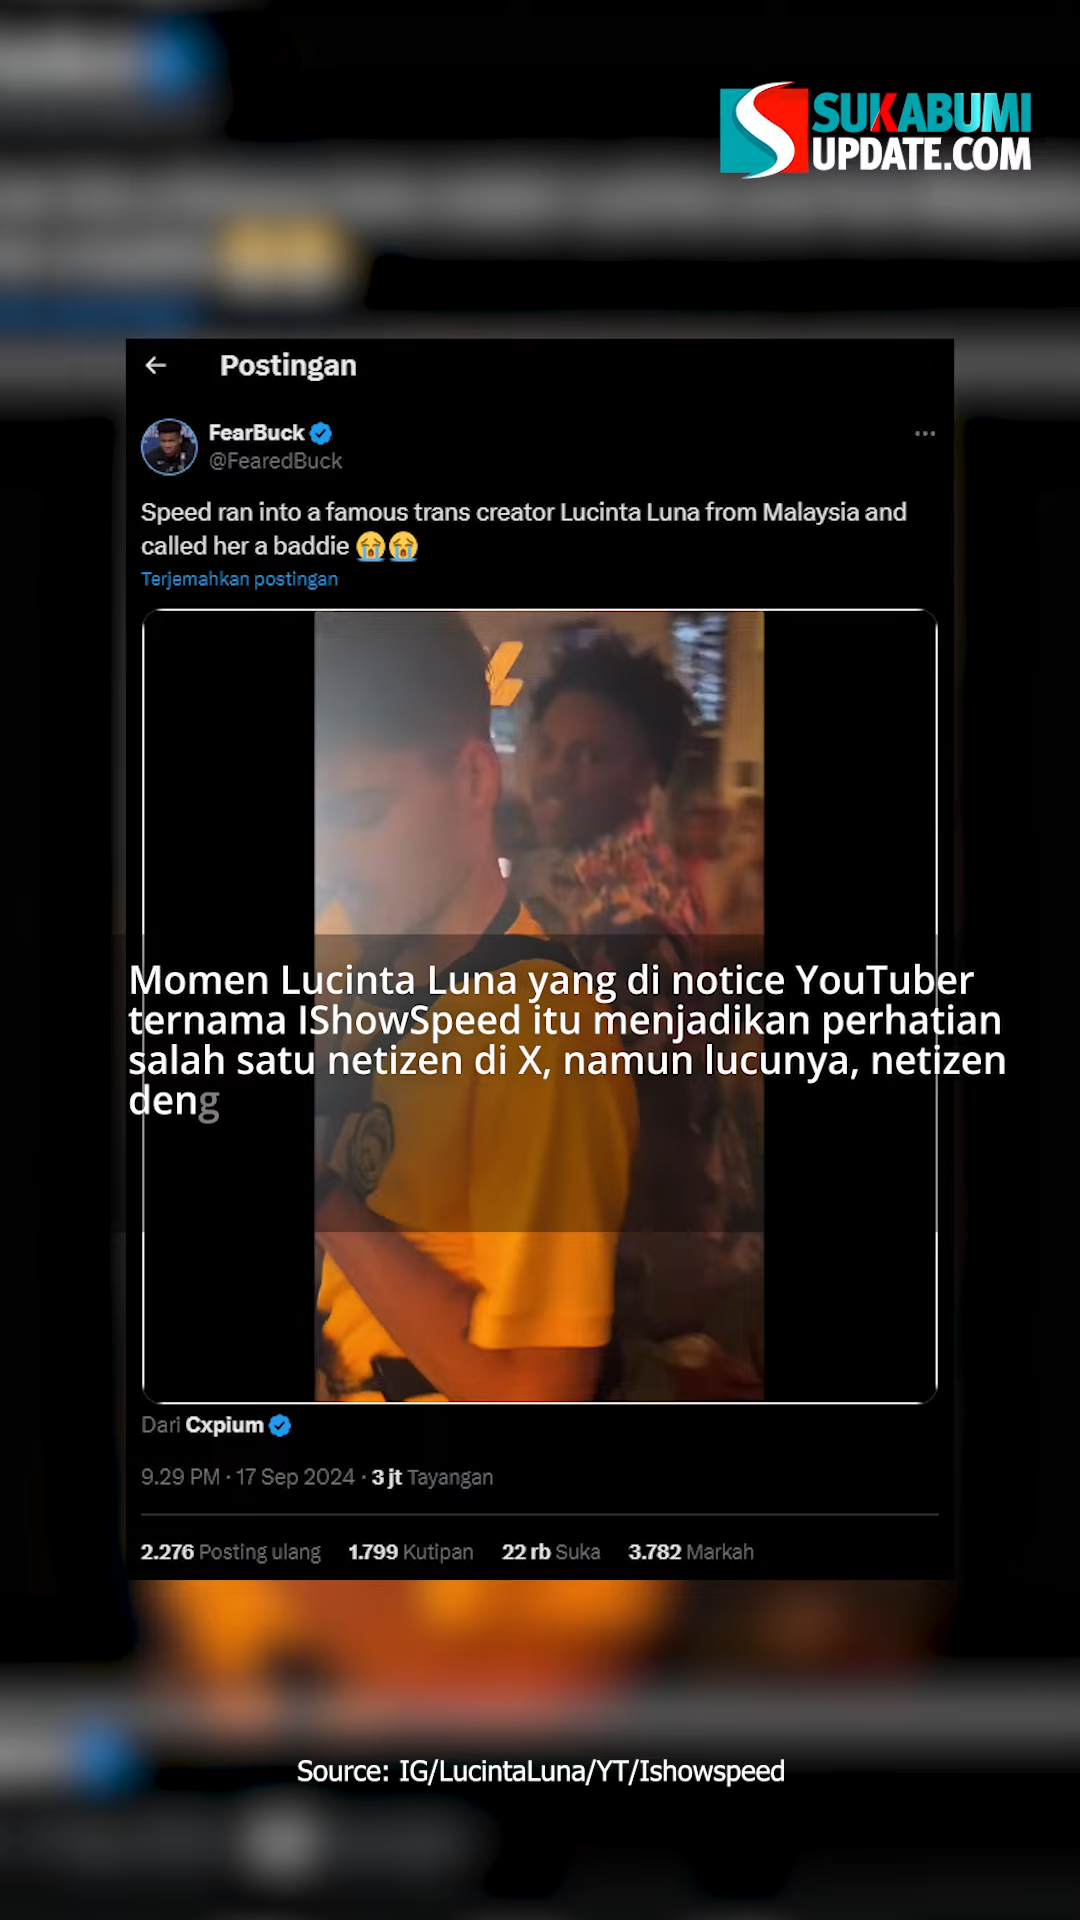 SUKABUMI
UPDATE.COM
Postingan
FearBuck
@FearedBuck
Speed ran into a famous trans creator Lucinta Luna from Malaysia and
called her a baddie 😭😭
Terjemahkan postingan
Momen Lucinta Luna yang di notice YouTuber
ternama IShowSpeed itu menjadikan perhatian
salah satu netizen di X, namun lucunya, netizen
deng
Dari Cxpium
9.29 PM · 17 Sep 2024 · 3 jt Tayangan
2.276 Posting ulang 1.799 Kutipan 22 rb Suka 3.782 Markah
Source: IG/LucintaLuna/YT/Ishowspeed